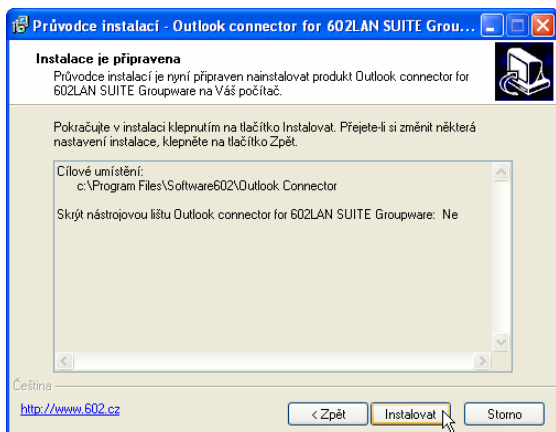 Průvodce instalací - Outlook connector for 602LAN SUITE Grou...
Instalace je připravena
Průvodce instalací je nyní připraven nainstalovat produkt Outlook connector for
602LAN SUITE Groupware na Váš počítač.
Pokračujte v instalaci klepnutím na tlačítko Instalovat. Přejete-li si změnit některá
nastavení instalace, klepněte na tlačítko Zpět.
Cílové umístění:
c:\Program Files\Software602\Outlook Connector
Skrýt nástrojovou lištu Outlook connector for 602LAN SUITE Groupware: Ne
Čeština
http://www.602.cz
< Zpět
Instalovat
Storno